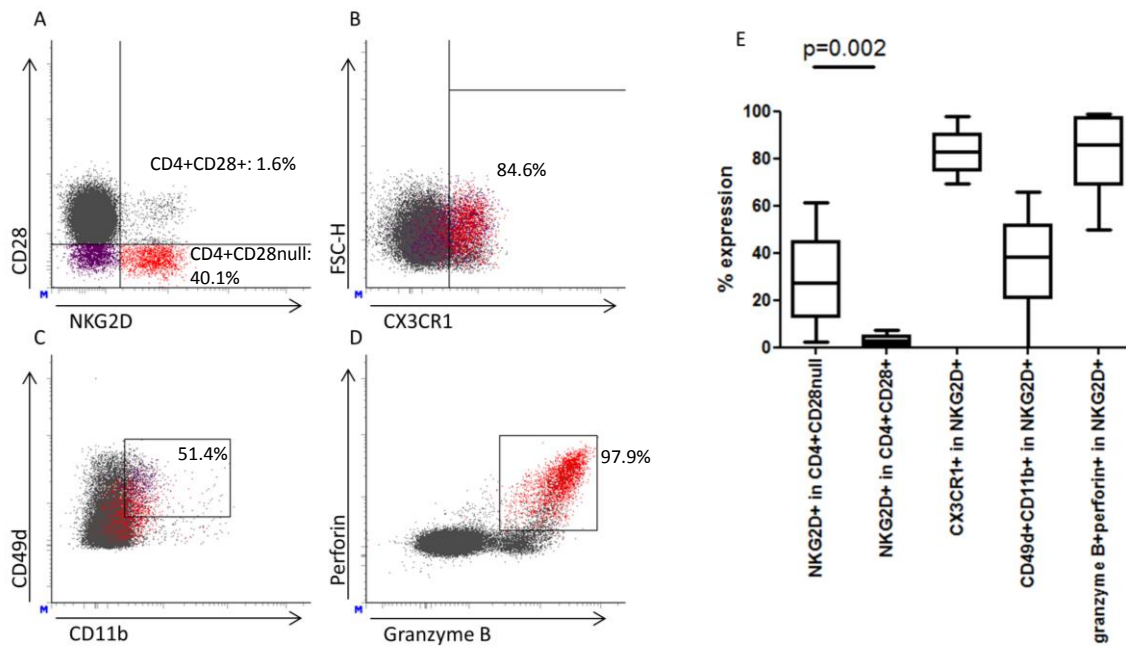 A
CD28
CD4+CD28+: 1.6%
CD4+CD28null:
40.1%
M
NKG2D
B
FSC-H
84.6%
M
CX3CR1
C
CD49d
51.4%
M
CD11b
D
Perforin
97.9%
M
Granzyme B
E
p=0.002
% expression
100
80
60
40
20
0
NKG2D+ in CD4+CD28null
NKG2D+ in CD4+CD28+
CX3CR1+ in NKG2D+
CD49d+CD11b+ in NKG2D+
granzyme B+perforin+ in NKG2D+